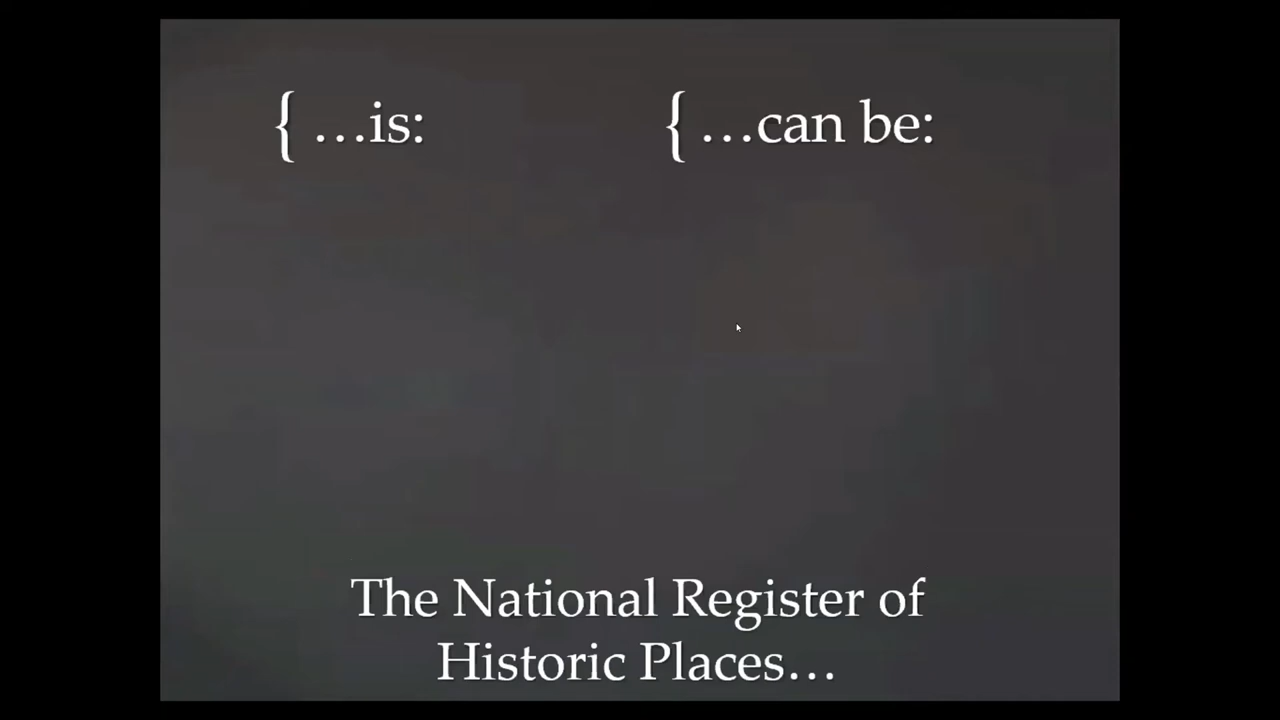 { …is:
{ …can be:
The National Register of
Historic Places…